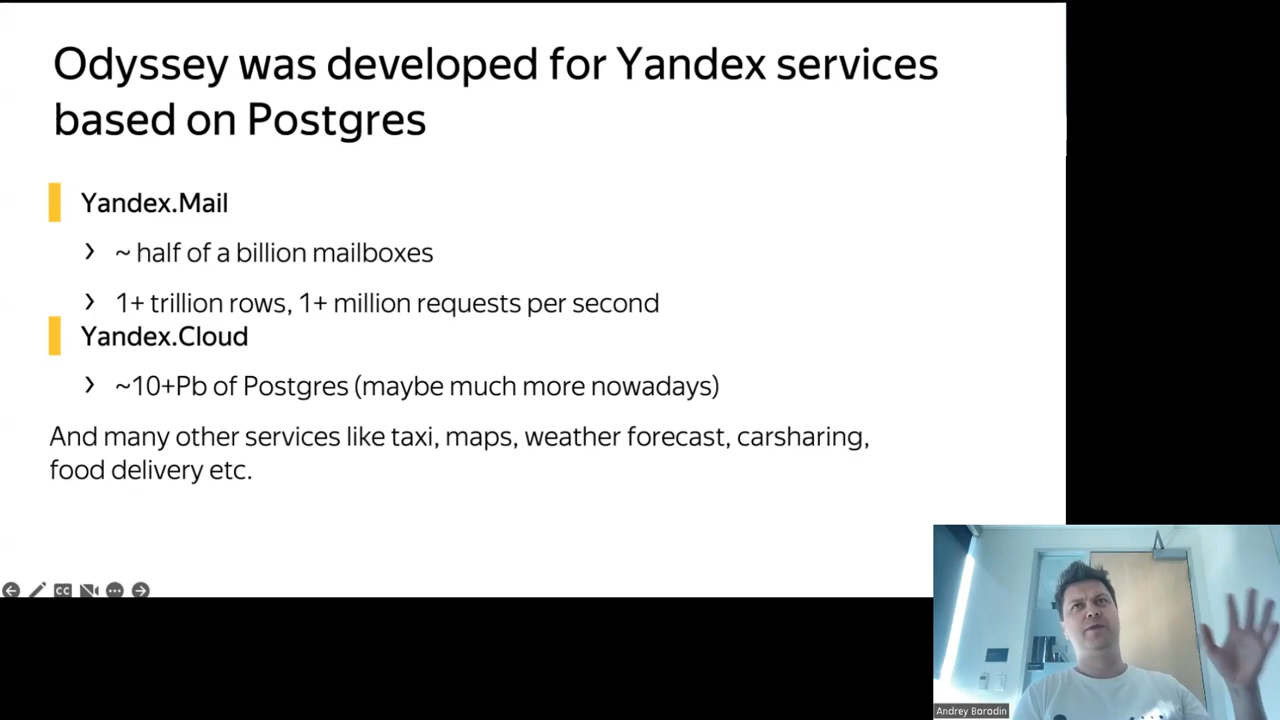 Odyssey was developed for Yandex services
based on Postgres
Yandex.Mail
~ half of a billion mailboxes
1+ trillion rows, 1+ million requests per second
Yandex.Cloud
~10+Pb of Postgres (maybe much more nowadays)
And many other services like taxi, maps, weather forecast, carsharing,
food delivery etc.
CC
Andrey Borodin